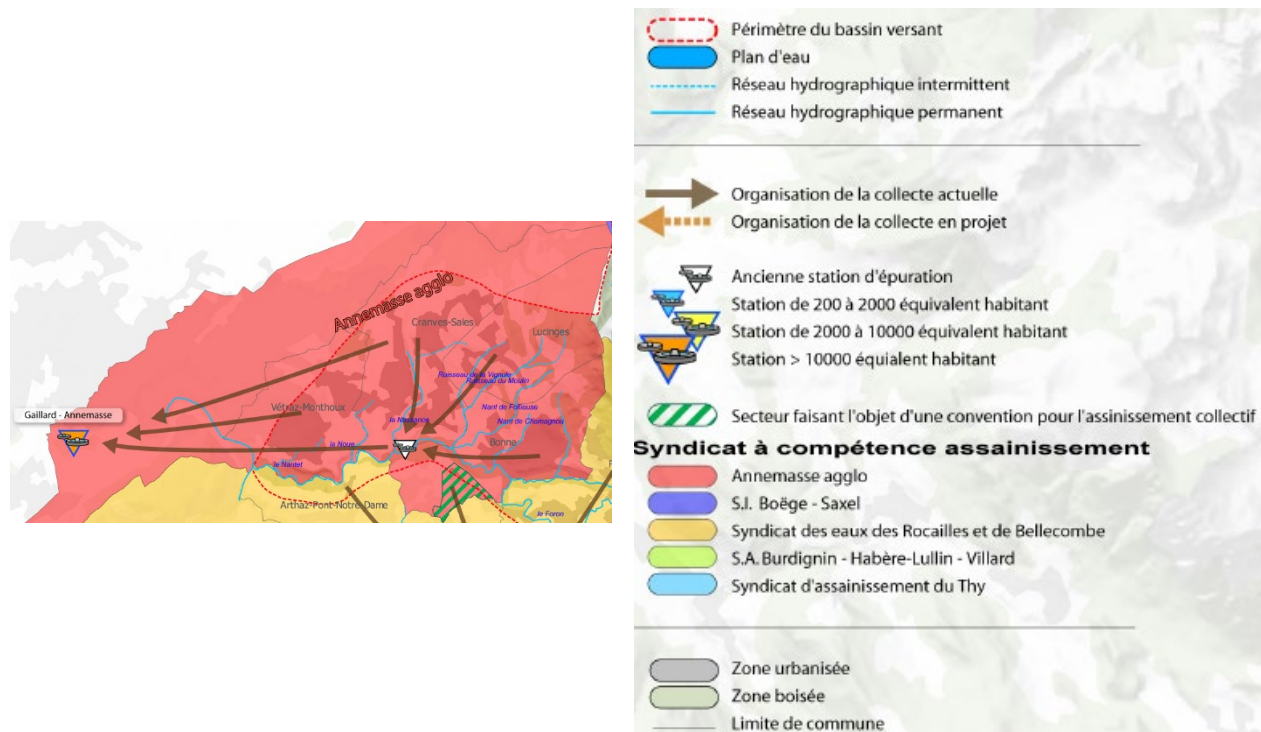 Annemasse agglo
Cranves-Sales
Lucinges
Ruisseau de la Vignule
Ruisseau du Moulin
Nant de Follieuse
Nant de Chamagnou
Vétraz-Monthoux
la Nussance
Gaillard - Annemasse
la Noue
Bonne
le Nantet
Arthaz-Pont-Notre-Dame
le Foron
Périmètre du bassin versant
Plan d'eau
Réseau hydrographique intermittent
Réseau hydrographique permanent
Organisation de la collecte actuelle
Organisation de la collecte en projet
Ancienne station d'épuration
Station de 200 à 2000 équivalent habitant
Station de 2000 à 10000 équivalent habitant
Station > 10000 équialent habitant
Secteur faisant l'objet d'une convention pour l'assinissement collectif
Syndicat à compétence assainissement
Annemasse agglo
S.I. Boëge - Saxel
Syndicat des eaux des Rocailles et de Bellecombe
S.A. Burdignin - Habère-Lullin - Villard
Syndicat d'assainissement du Thy
Zone urbanisée
Zone boisée
Limite de commune